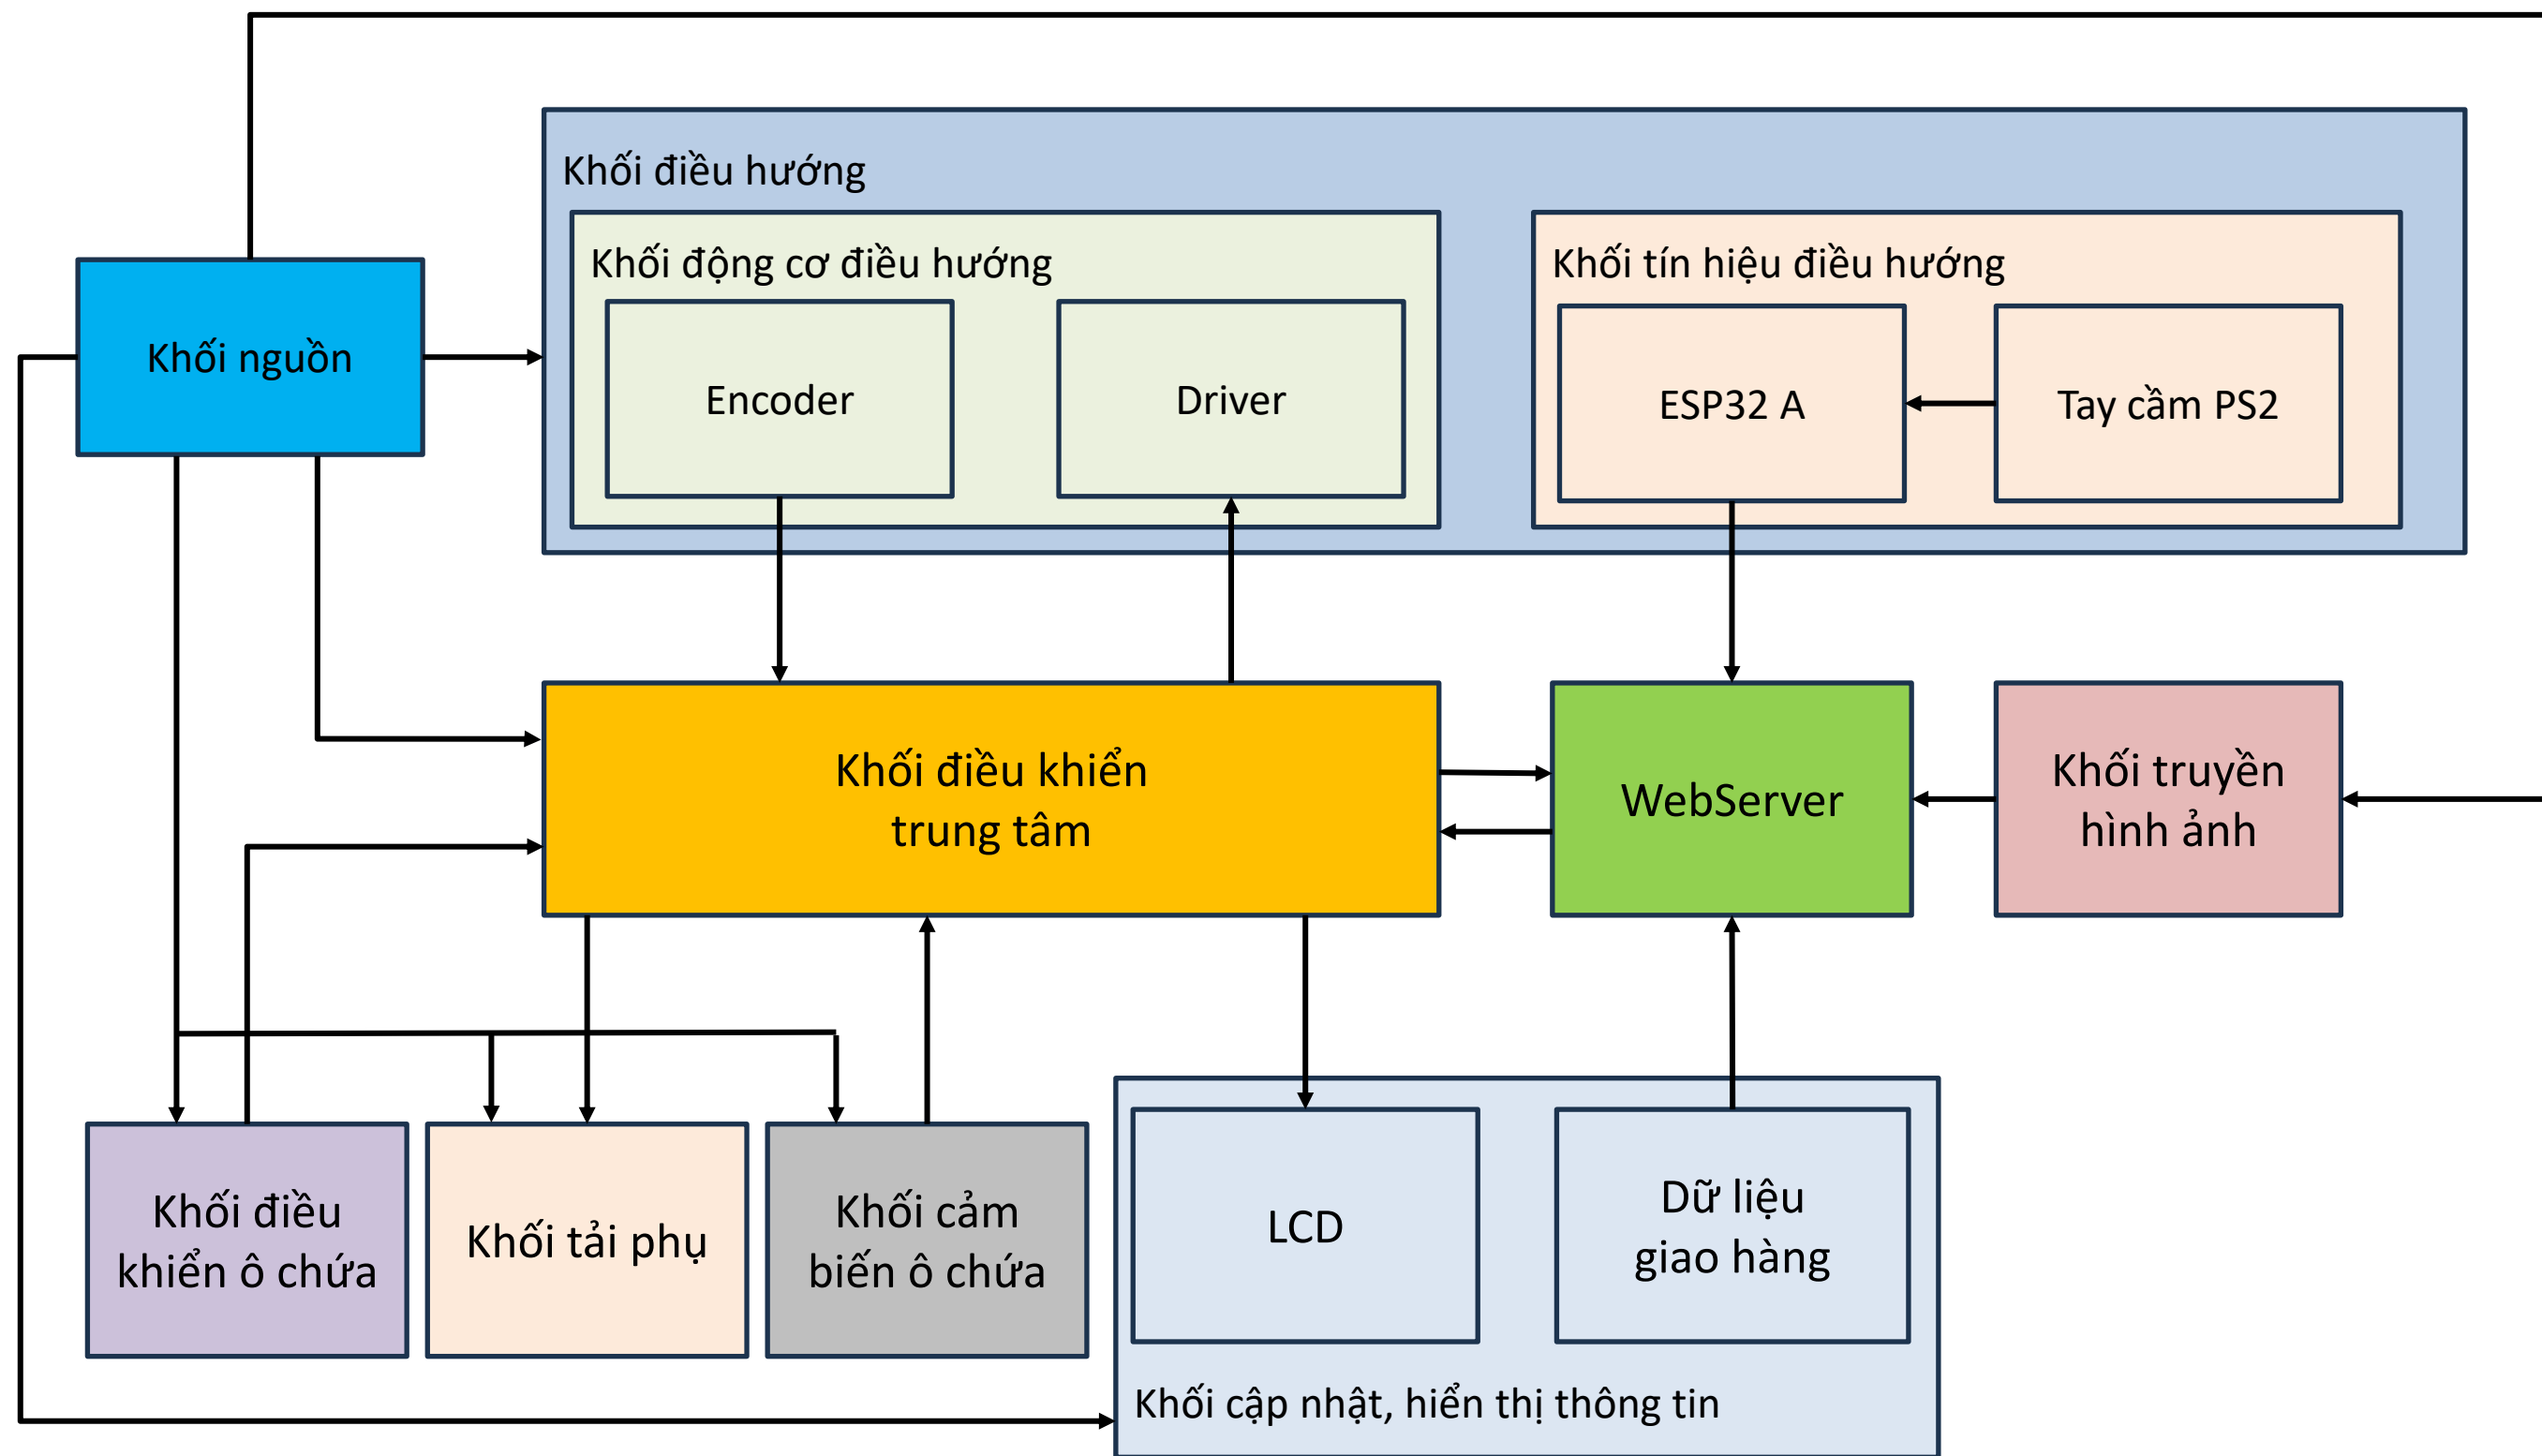 Khối điều hướng
Khối động cơ điều hướng
Khối tín hiệu điều hướng
Khối nguồn
Encoder
Driver
ESP32 A
Tay cầm PS2
Khối điều khiển
trung tâm
WebServer
Khối truyền
hình ảnh
Khối điều
khiển ô chứa
Khối tải phụ
Khối cảm
biến ô chứa
LCD
Dữ liệu
giao hàng
Khối cập nhật, hiển thị thông tin